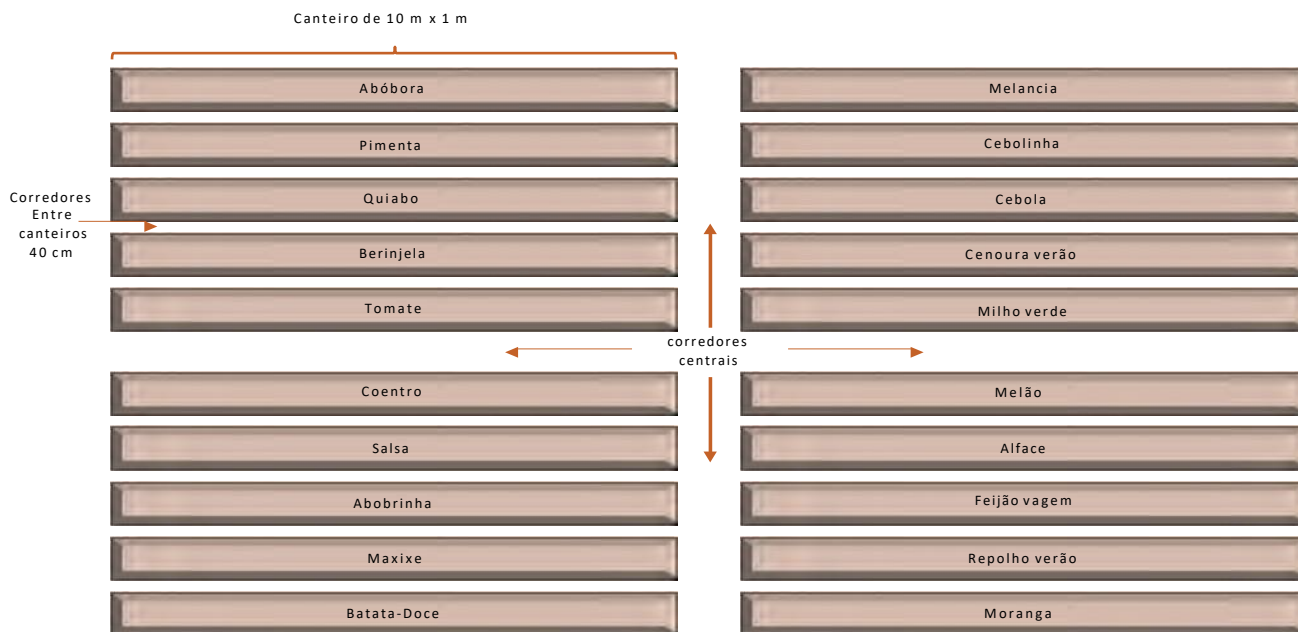 Canteiro de 10 m x 1 m
Abóbora
Melancia
Pimenta
Cebolinha
Corredores
Entre
canteiros
40 cm
Quiabo
Cebola
Berinjela
Cenoura verão
Tomate
Milho verde
corredores
centrais
Coentro
Melão
Salsa
Alface
Abobrinha
Feijão vagem
Maxixe
Repolho verão
Batata-Doce
Moranga